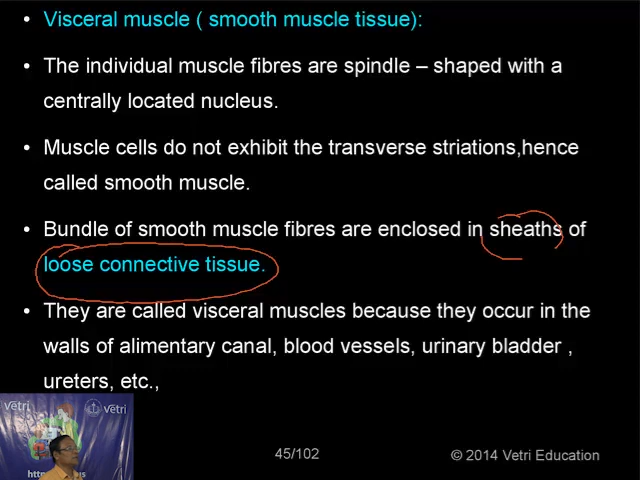 • Visceral muscle ( smooth muscle tissue):
• The individual muscle fibres are spindle – shaped with a
centrally located nucleus.
• Muscle cells do not exhibit the transverse striations,hence
called smooth muscle.
• Bundle of smooth muscle fibres are enclosed in sheaths of
loose connective tissue.
• They are called visceral muscles because they occur in the
walls of alimentary canal, blood vessels, urinary bladder ,
ureters, etc.,
vetri
Vetri
45/102
© 2014 Vetri Education